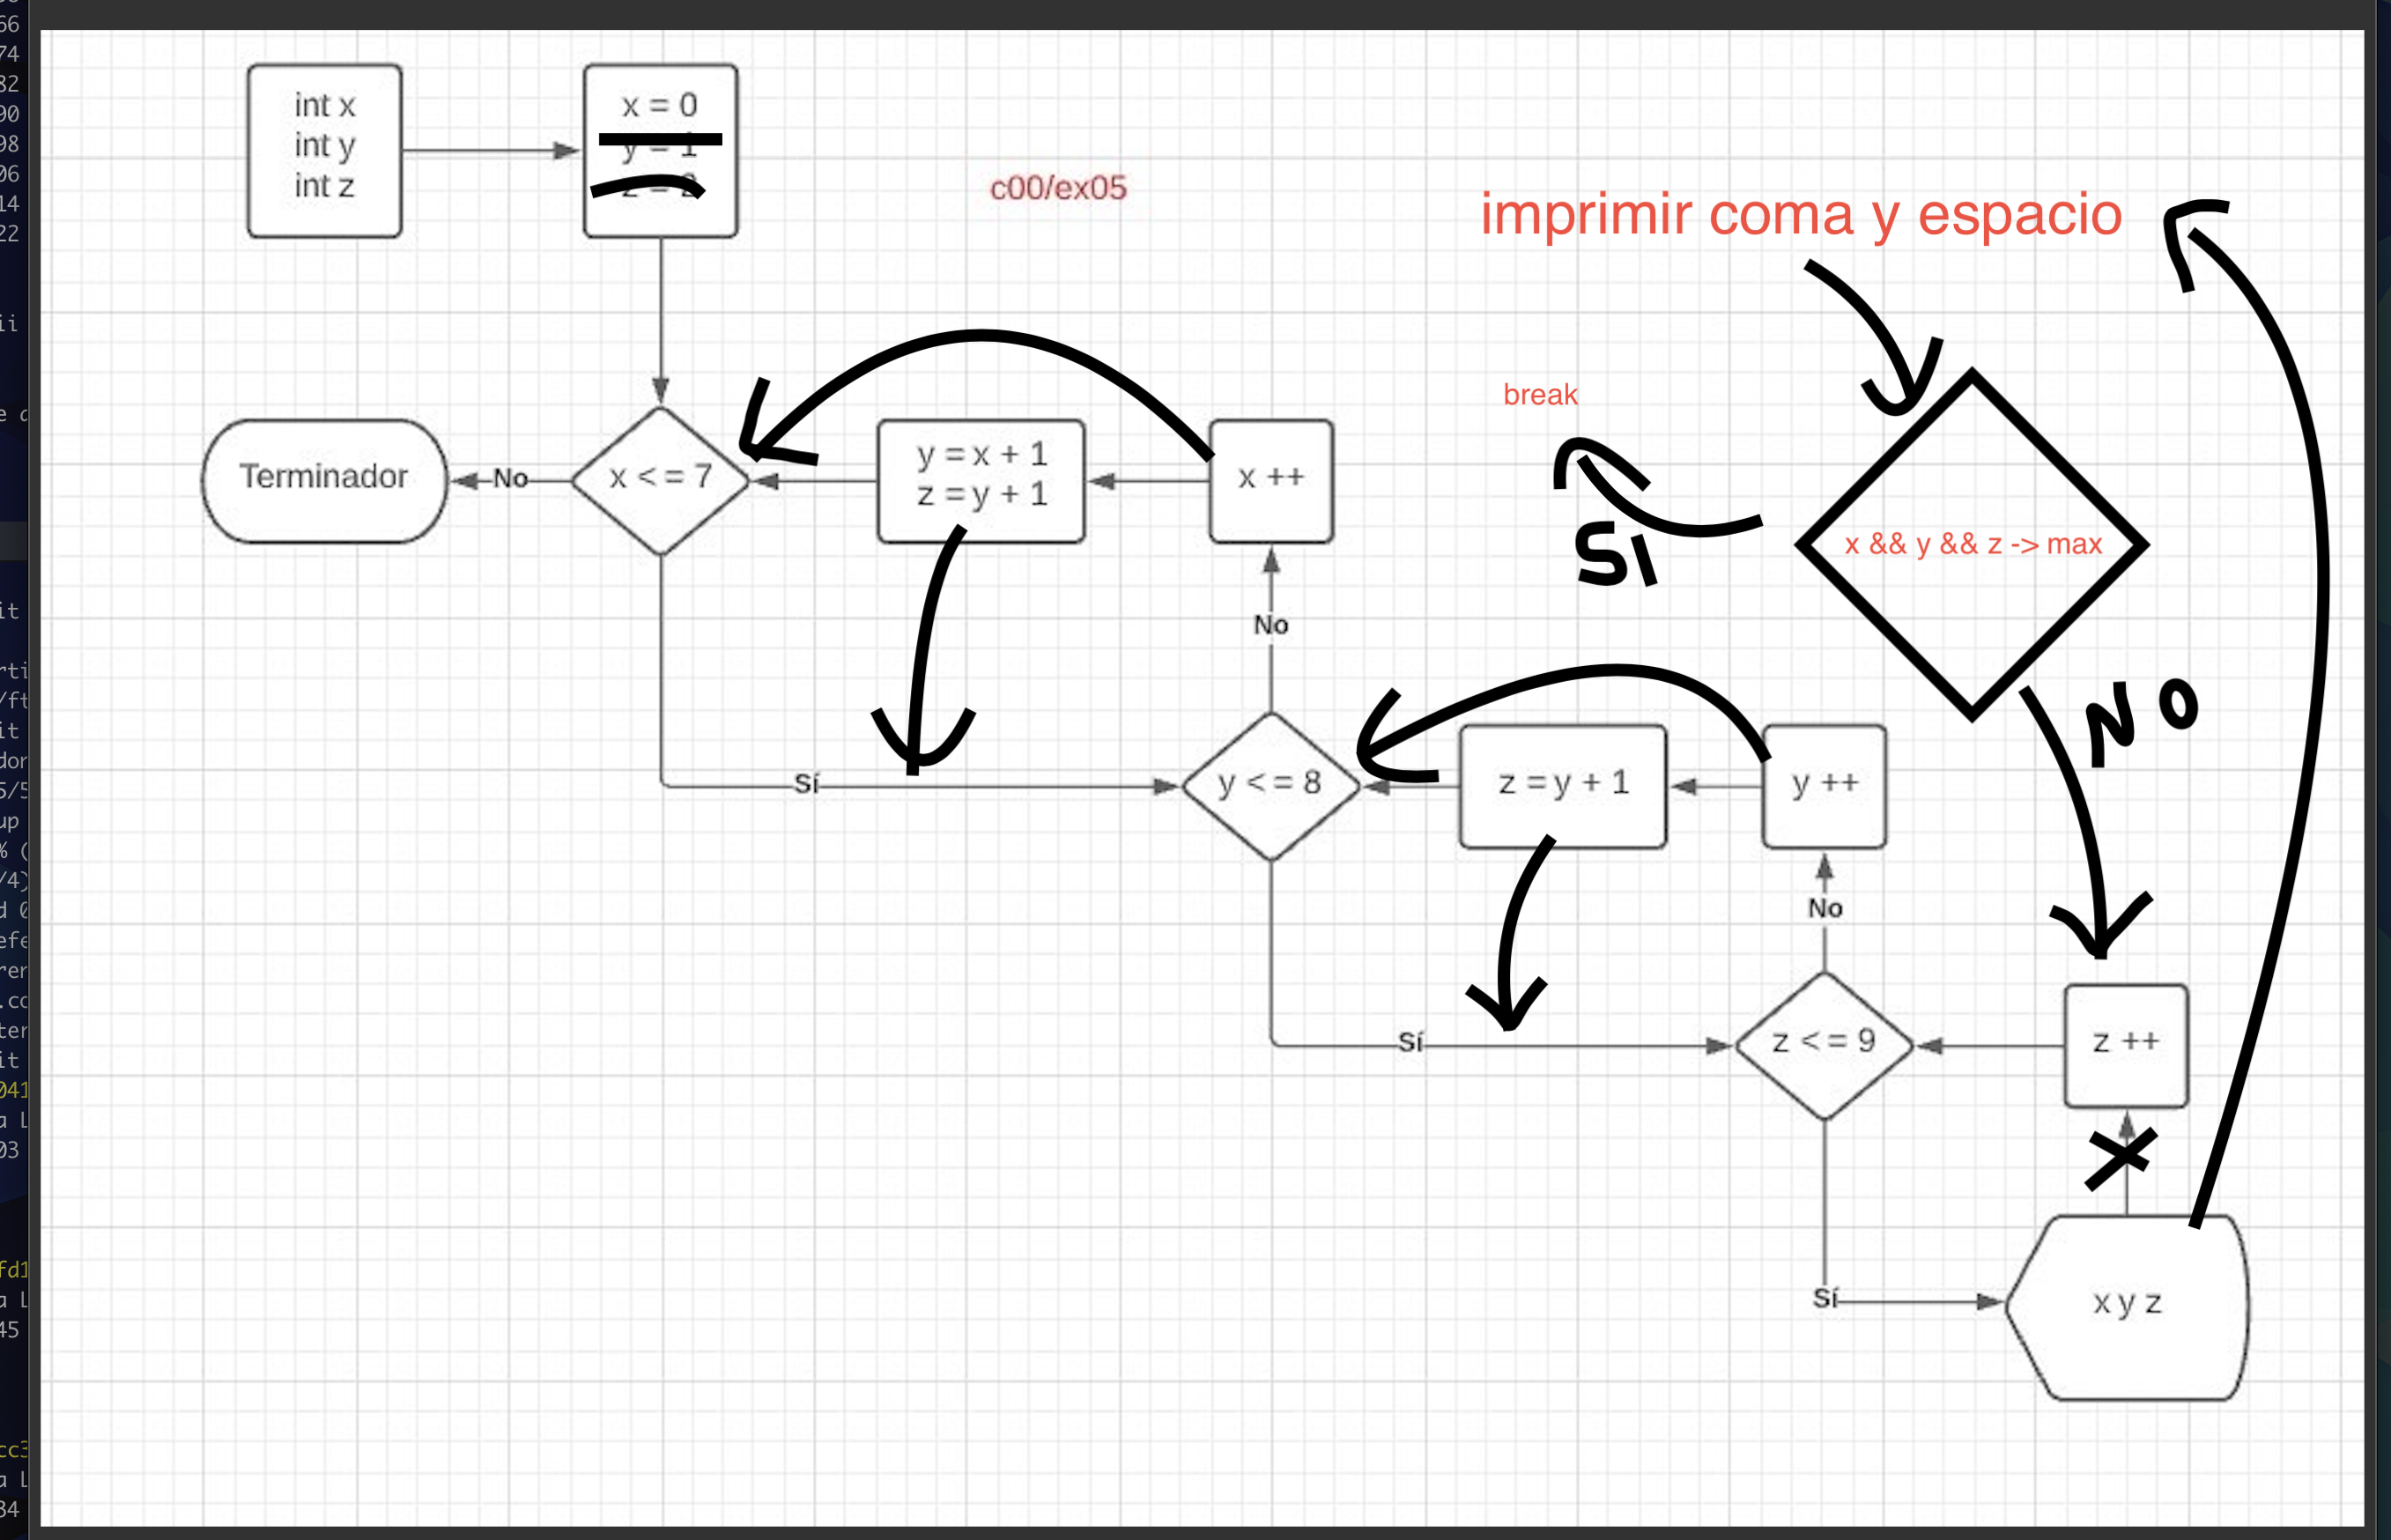 int x
int y
int z
x = 0
y = 1
z = 2
c00/ex05
imprimir coma y espacio
break
SI
x && y && z -> max
NO
Terminador
No
x < = 7
y = x + 1
z = y + 1
x ++
No
Sí
y < = 8
z = y + 1
y ++
No
Sí
z < = 9
z ++
Sí
x y z